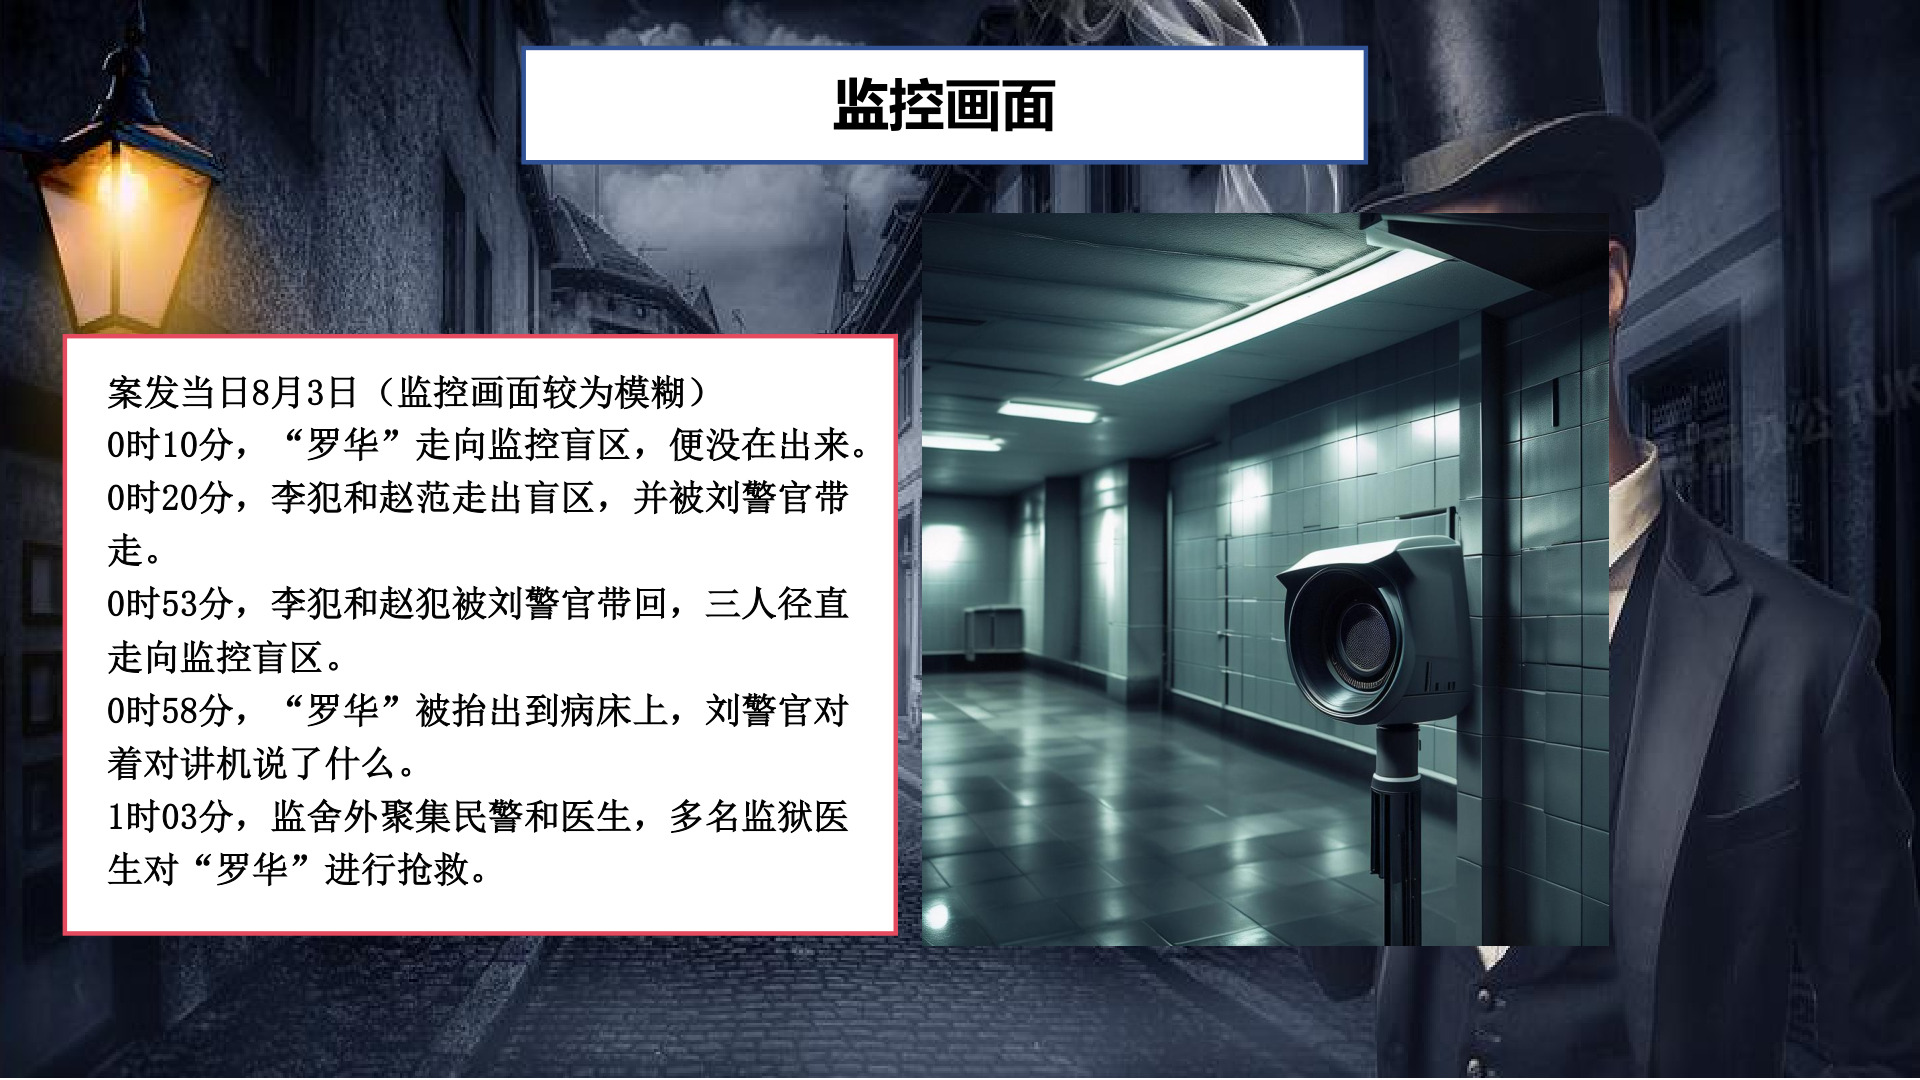 监控画面
案发当日8月3日（监控画面较为模糊）
0时10分，“罗华”走向监控盲区，便没在出来。
0时20分，李犯和赵范走出盲区，并被刘警官带
走。
0时53分，李犯和赵犯被刘警官带回，三人径直
走向监控盲区。
0时58分，“罗华”被抬出到病床上，刘警官对
着对讲机说了什么。
1时03分，监舍外聚集民警和医生，多名监狱医
生对“罗华”进行抢救。
办公 TUK